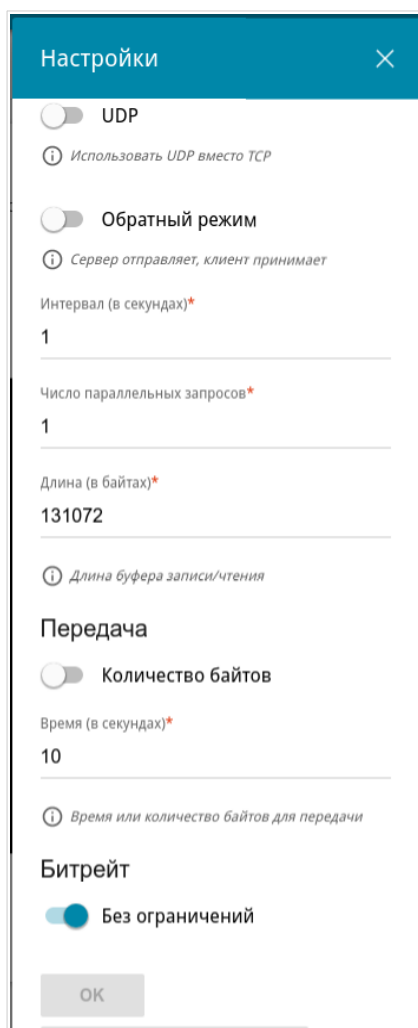 Настройки
UDP
Использовать UDP вместо TCP
Обратный режим
Сервер отправляет, клиент принимает
Интервал (в секундах)*
1
Число параллельных запросов*
1
Длина (в байтах)*
131072
Длина буфера записи/чтения
Передача
Количество байтов
Время (в секундах)*
10
Время или количество байтов для передачи
Битрейт
Без ограничений
OK